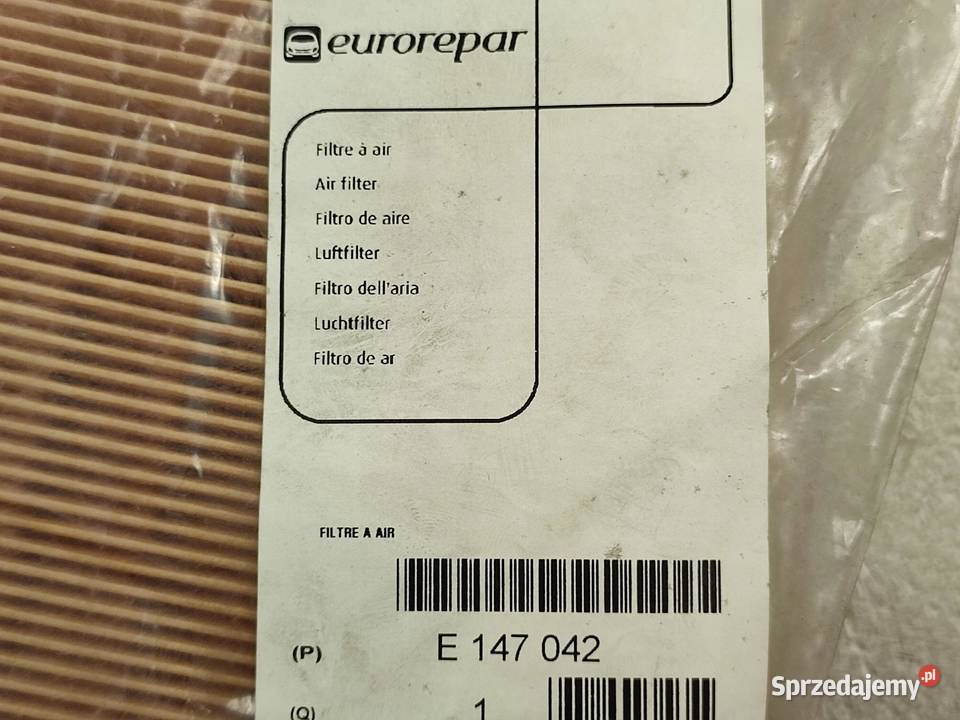 eurorepar
Filtre à air
Air filter
Filtro de aire
Luftfilter
Filtro dell'aria
Luchtfilter
Filtro de ar
FILTRE A AIR
(P) E 147 042
(Q) 1
Sprzedajemy.pl